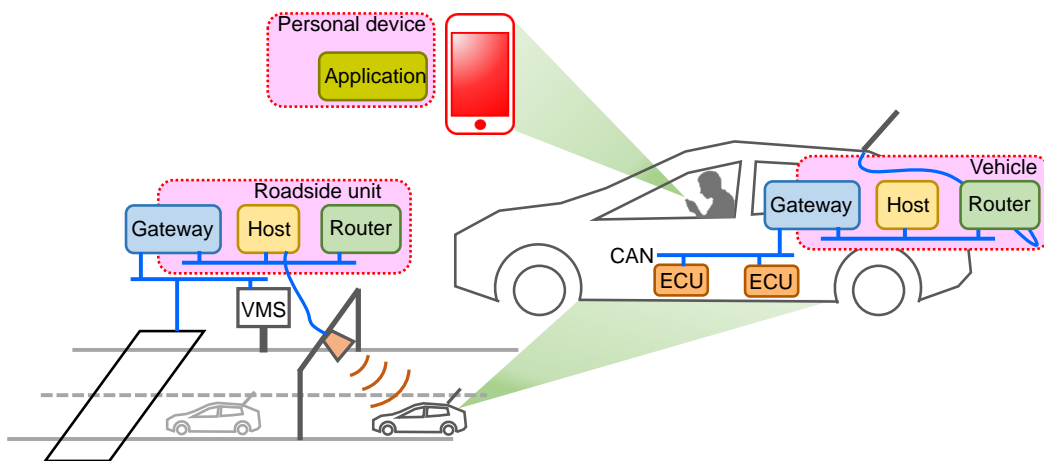 Personal device
Application
Vehicle
Gateway
Host
Router
Roadside unit
Gateway
Host
Router
CAN
ECU
ECU
VMS